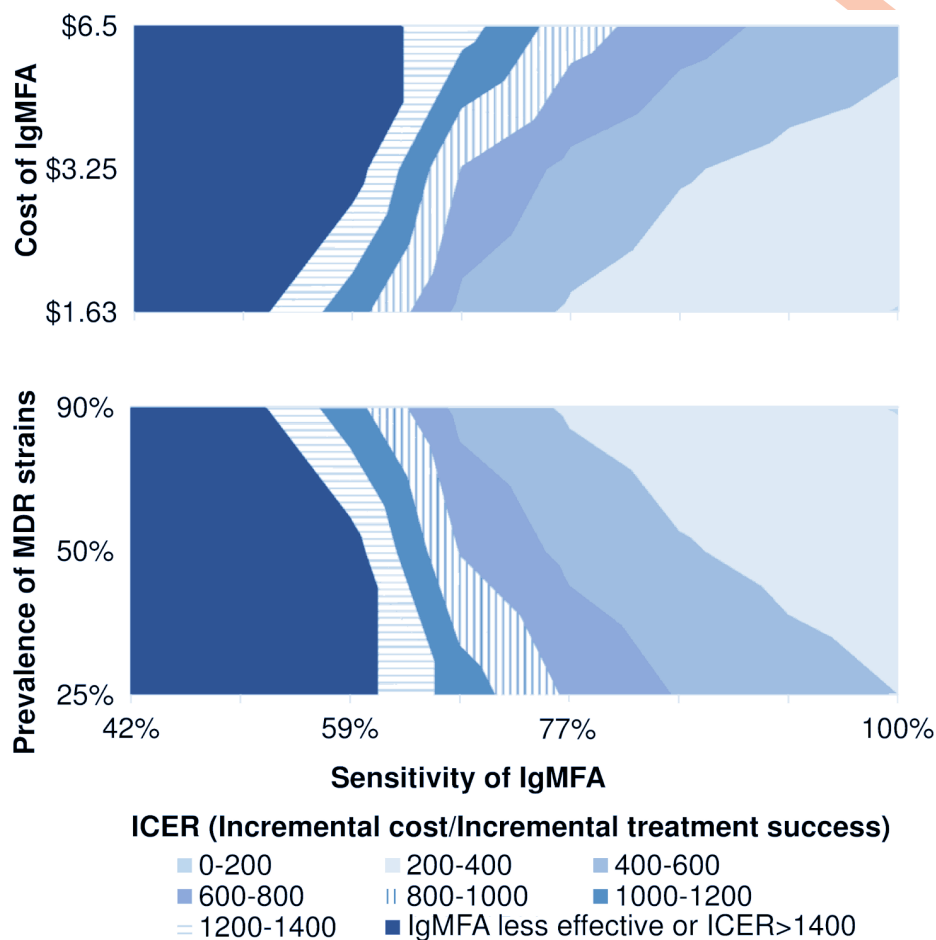 $6.5
Cost of IgMFA
$3.25
$1.63
90%
Prevalence of MDR strains
50%
25%
42% 59% 77% 100%
Sensitivity of IgMFA
ICER (Incremental cost/Incremental treatment success)
0-200 200-400 400-600
600-800 800-1000 1000-1200
1200-1400 IgMFA less effective or ICER>1400